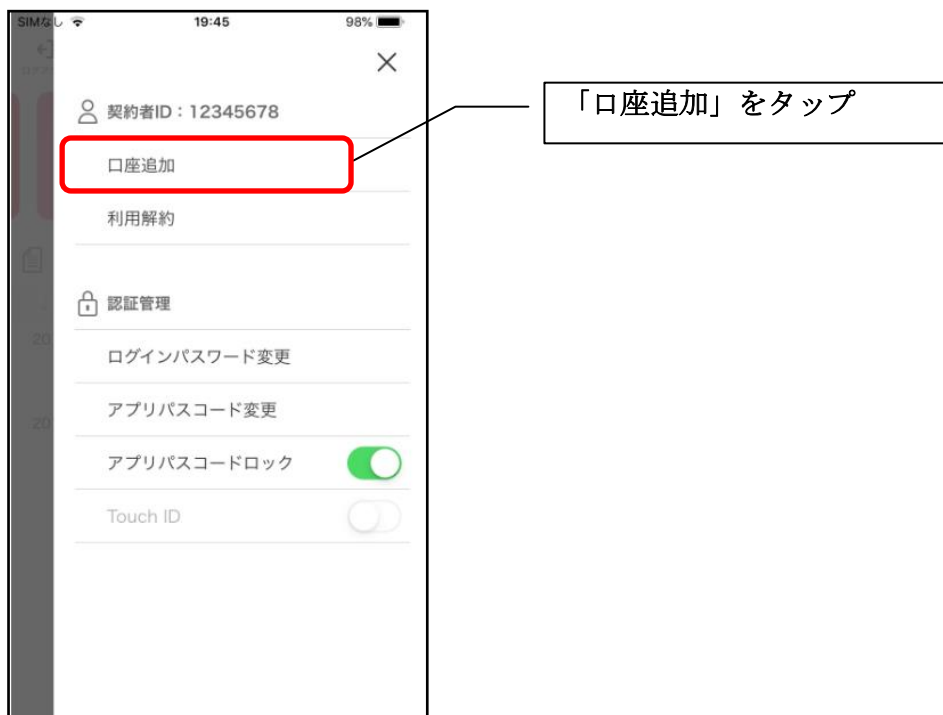 SIMなし 19:45 98%
契約者ID：12345678
口座追加
「口座追加」をタップ
利用解約
認証管理
20
ログインパスワード変更
アプリパスコード変更
20
アプリパスコードロック
Touch ID